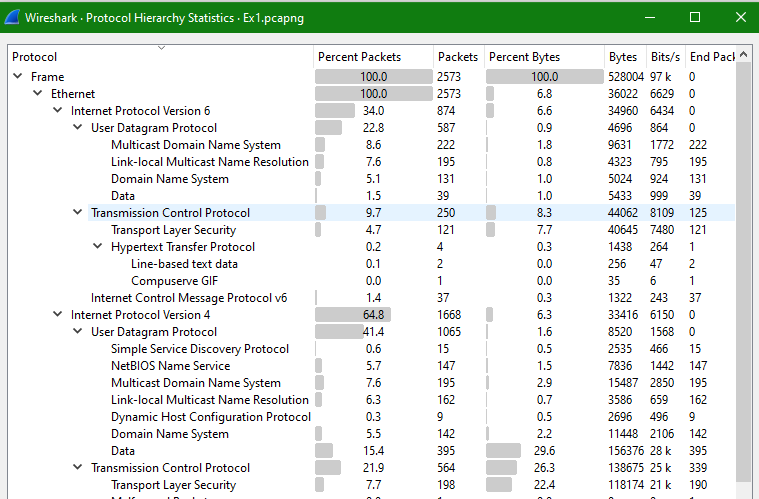 Wireshark · Protocol Hierarchy Statistics · Ex1.pcapng
Protocol Percent Packets Packets Percent Bytes Bytes Bits/s End Pack
Frame 100.0 2573 100.0 528004 97 k 0
Ethernet 100.0 2573 6.8 36022 6629 0
Internet Protocol Version 6 34.0 874 6.6 34960 6434 0
User Datagram Protocol 22.8 587 0.9 4696 864 0
Multicast Domain Name System 8.6 222 1.8 9631 1772 222
Link-local Multicast Name Resolution 7.6 195 0.8 4323 795 195
Domain Name System 5.1 131 1.0 5024 924 131
Data 1.5 39 1.0 5433 999 39
Transmission Control Protocol 9.7 250 8.3 44062 8109 125
Transport Layer Security 4.7 121 7.7 40645 7480 121
Hypertext Transfer Protocol 0.2 4 0.3 1438 264 1
Line-based text data 0.1 2 0.0 256 47 2
Compuserve GIF 0.0 1 0.0 35 6 1
Internet Control Message Protocol v6 1.4 37 0.3 1322 243 37
Internet Protocol Version 4 64.8 1668 6.3 33416 6150 0
User Datagram Protocol 41.4 1065 1.6 8520 1568 0
Simple Service Discovery Protocol 0.6 15 0.5 2535 466 15
NetBIOS Name Service 5.7 147 1.5 7836 1442 147
Multicast Domain Name System 7.6 195 2.9 15487 2850 195
Link-local Multicast Name Resolution 6.3 162 0.7 3586 659 162
Dynamic Host Configuration Protocol 0.3 9 0.5 2696 496 9
Domain Name System 5.5 142 2.2 11448 2106 142
Data 15.4 395 29.6 156376 28 k 395
Transmission Control Protocol 21.9 564 26.3 138675 25 k 339
Transport Layer Security 7.7 198 22.4 118174 21 k 190